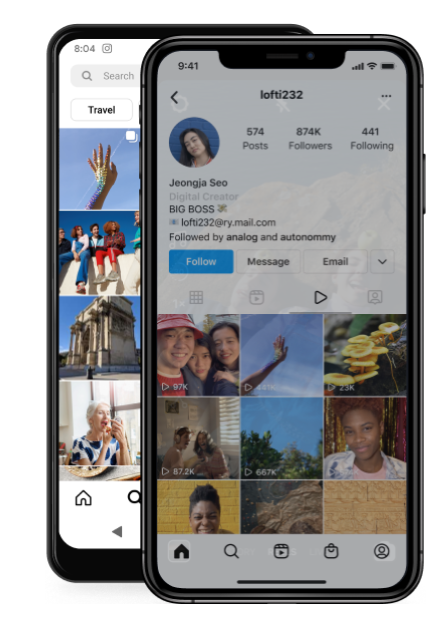 8:04
Search
Travel
9:41
lofti232
574 874K 441
Posts Followers Following
Jeongja Seo
Digital Creator
BIG BOSS
lofti232@ry.mail.com
Followed by analog and autonommy
Follow Message Email
97K 441K 23K
87.2K 667K